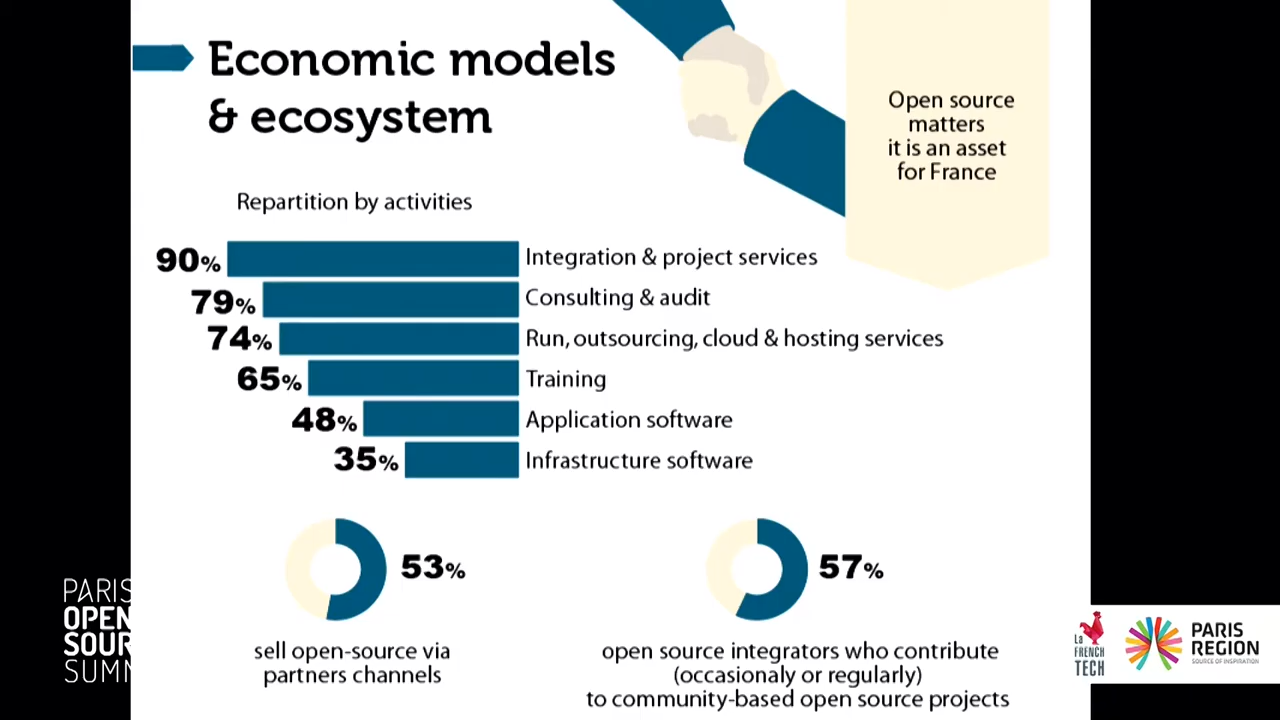 Economic models
& ecosystem
Open source
matters
it is an asset
for France
Repartition by activities
90% Integration & project services
79% Consulting & audit
74% Run, outsourcing, cloud & hosting services
65% Training
48% Application software
35% Infrastructure software
53%
sell open-source via
partners channels
57%
open source integrators who contribute
(occasionaly or regularly)
to community-based open source projects
PARIS
OPEN
SOUR
SUMM
La
FRENCH
TECH
PARIS
REGION
SOURCE OF INSPIRATION